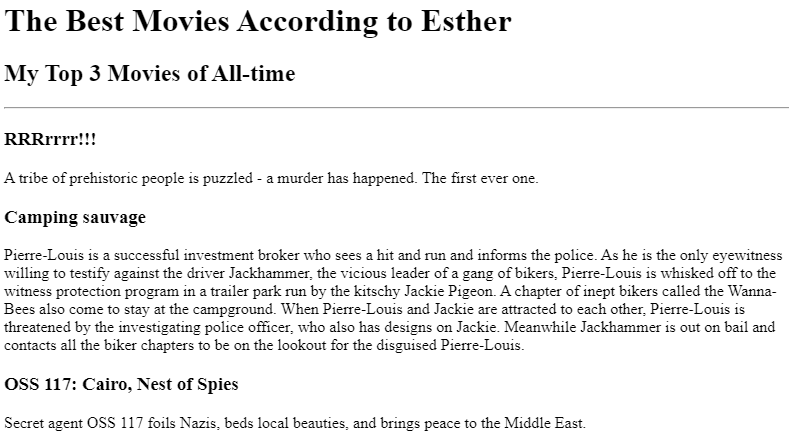 The Best Movies According to Esther
My Top 3 Movies of All-time
RRRrrrr!!!
A tribe of prehistoric people is puzzled - a murder has happened. The first ever one.
Camping sauvage
Pierre-Louis is a successful investment broker who sees a hit and run and informs the police. As he is the only eyewitness
willing to testify against the driver Jackhammer, the vicious leader of a gang of bikers, Pierre-Louis is whisked off to the
witness protection program in a trailer park run by the kitschy Jackie Pigeon. A chapter of inept bikers called the Wanna-
Bees also come to stay at the campground. When Pierre-Louis and Jackie are attracted to each other, Pierre-Louis is
threatened by the investigating police officer, who also has designs on Jackie. Meanwhile Jackhammer is out on bail and
contacts all the biker chapters to be on the lookout for the disguised Pierre-Louis.
OSS 117: Cairo, Nest of Spies
Secret agent OSS 117 foils Nazis, beds local beauties, and brings peace to the Middle East.